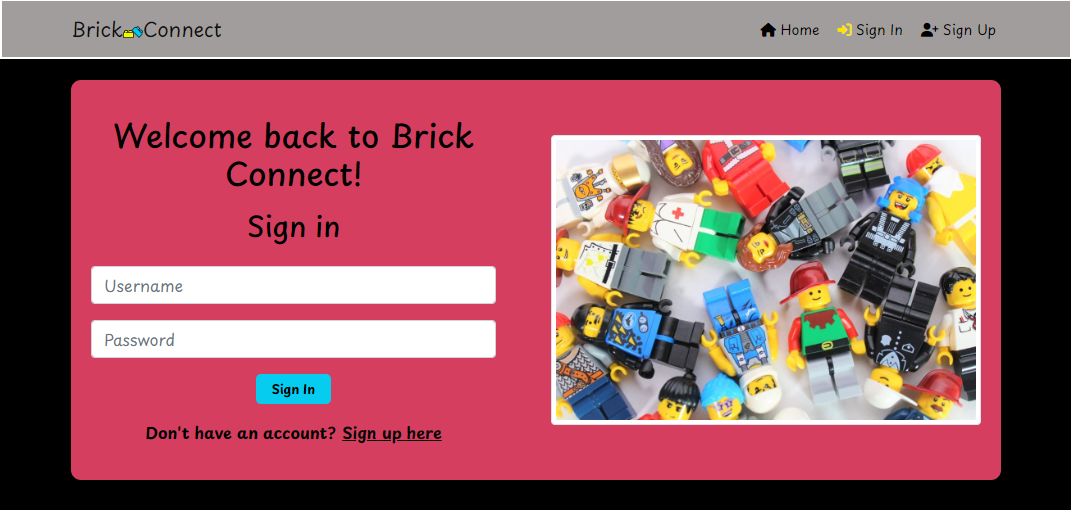 Brick Connect
Home Sign In Sign Up
Welcome back to Brick
Connect!
Sign in
Username
Password
Sign In
Don't have an account? Sign up here